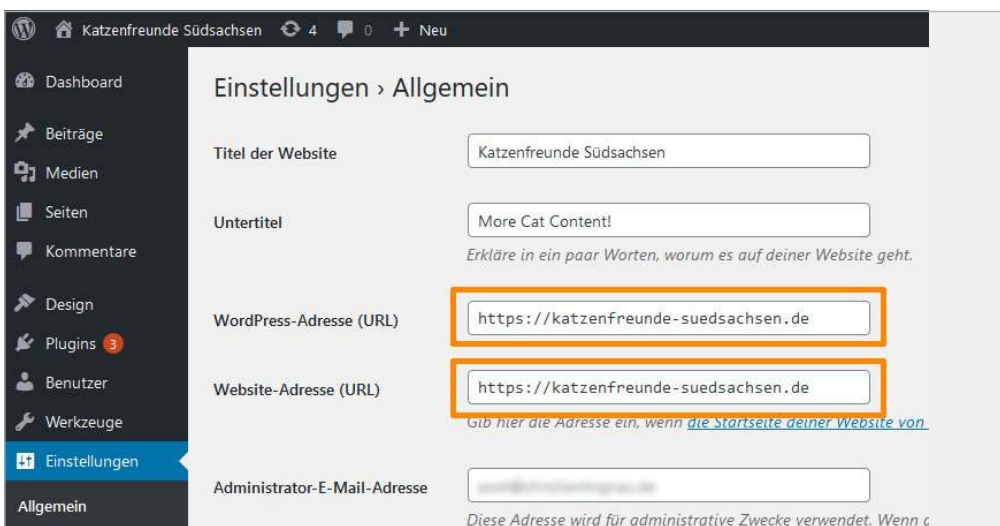 Katzenfreunde Südsachsen 4 0 + Neu
Dashboard
Beiträge
Medien
Seiten
Kommentare
Design
Plugins 3
Benutzer
Werkzeuge
Einstellungen
Allgemein
Einstellungen › Allgemein
Titel der Website
Katzenfreunde Südsachsen
Untertitel
More Cat Content!
Erkläre in ein paar Worten, worum es auf deiner Website geht.
WordPress-Adresse (URL)
https://katzenfreunde-suedsachsen.de
Website-Adresse (URL)
https://katzenfreunde-suedsachsen.de
Gib hier die Adresse ein, wenn die Startseite deiner Website von
Administrator-E-Mail-Adresse
Diese Adresse wird für administrative Zwecke verwendet. Wenn